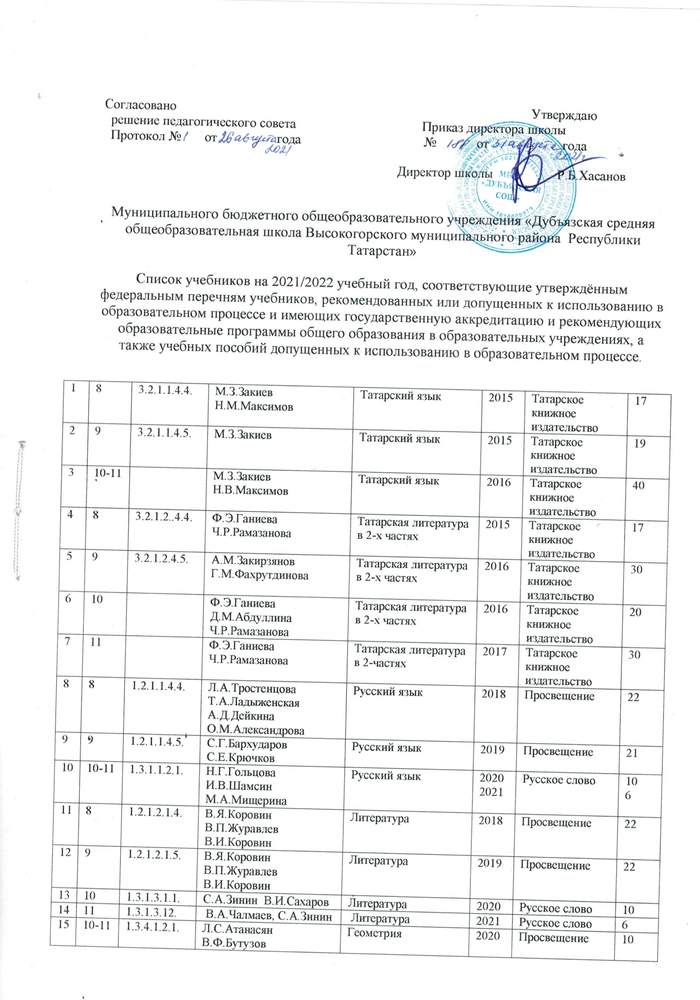 Согласовано
решение педагогического совета
Протокол № 1 от 26 августа года
2021
Утверждаю
Приказ директора школы
№ от 31 августа года
2021г
Директор школы Р.Б.Хасанов
МБОУ
«ДУБЪЯЗСКАЯ
СОШ»
ИНН 1616008979
Муниципального бюджетного общеобразовательного учреждения «Дубъязская средняя
общеобразовательная школа Высокогорского муниципального района Республики
Татарстан»
Список учебников на 2021/2022 учебный год, соответствующие утверждённым
федеральным перечням учебников, рекомендованных или допущенных к использованию в
образовательном процессе и имеющих государственную аккредитацию и рекомендующих
образовательные программы общего образования в образовательных учреждениях, а
также учебных пособий допущенных к использованию в образовательном процессе.
1 8 3.2.1.1.4.4. М.З.Закиев Татарский язык 2015 Татарское 17
Н.М.Максимов книжное
издательство
2 9 3.2.1.1.4.5. М.З.Закиев Татарский язык 2015 Татарское 19
книжное
издательство
3 10-11 М.З.Закиев Татарский язык 2016 Татарское 40
Н.В.Максимов книжное
издательство
4 8 3.2.1.2..4.4. Ф.Э.Ганиева Татарская литература 2015 Татарское 17
Ч.Р.Рамазанова в 2-х частях книжное
издательство
5 9 3.2.1.2.4.5. А.М.Закирзянов Татарская литература 2016 Татарское 30
Г.М.Фахрутдинова в 2-х частях книжное
издательство
6 10 Ф.Э.Ганиева Татарская литература 2016 Татарское 20
Д.М.Абдуллина в 2-х частях книжное
Ч.Р.Рамазанова издательство
7 11 Ф.Э.Ганиева Татарская литература 2017 Татарское 30
Ч.Р.Рамазанова в 2-частях книжное
издательство
8 8 1.2.1.1.4.4. Л.А.Тростенцова Русский язык 2018 Просвещение 22
Т.А.Ладыженская
А.Д.Дейкина
О.М.Александрова
9 9 1.2.1.1.4.5. С.Г.Бархударов Русский язык 2019 Просвещение 21
С.Е.Крючков
10 10-11 1.3.1.1.2.1. Н.Г.Гольцова Русский язык 2020 Русское слово 10
И.В.Шамсин 2021 6
М.А.Мищерина
11 8 1.2.1.2.1.4. В.Я.Коровин Литература 2018 Просвещение 22
В.П.Журавлев
В.И.Коровин
12 9 1.2.1.2.1.5. В.Я.Коровин Литература 2019 Просвещение 22
В.П.Журавлев
В.И.Коровин
13 10 1.3.1.3.1.1. С.А.Зинин В.И.Сахаров Литература 2020 Русское слово 10
14 11 1.3.1.3.12. В.А.Чалмаев, С.А.Зинин Литература 2021 Русское слово 6
15 10-11 1.3.4.1.2.1. Л.С.Атанасян Геометрия 2020 Просвещение 10
В.Ф.Бутузов